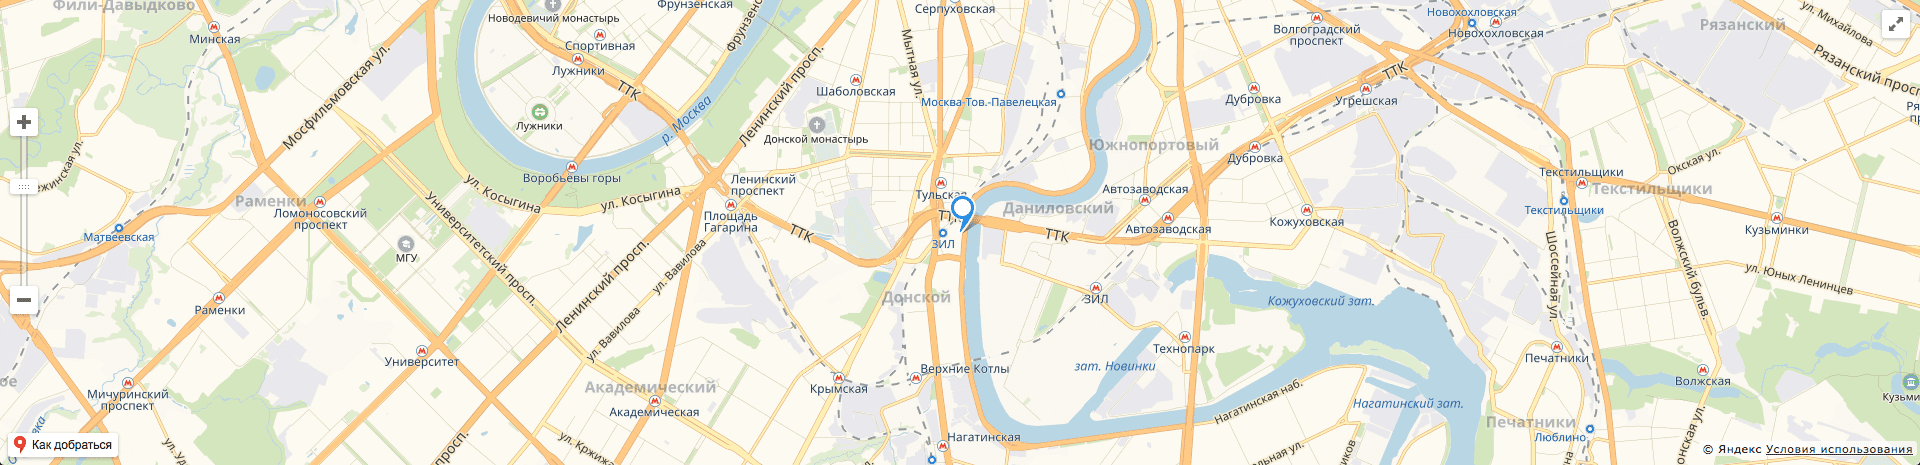 Фили-Давыдково
Минская
Новодевичий монастырь
Фрунзенская
Серпуховская
Спортивная
Лужники
Лужники
Мосфильмовская ул.
ТТК
р. Москва
Ленинский просп.
Мытная ул.
Шаболовская
Донской монастырь
Москва-Тов.-Павелецкая
Волгоградский
проспект
Новохохловская
Новохохловская
Рязанский
ул. Михайлова
ТТК
Дубровка
Угрешская
Южнопортовый
Дубровка
Текстильщики
Текстильщики
Текстильщики
Окская ул.
Раменки
Ломоносовский
проспект
Матвеевская
МГУ
ул. Косыгина
Воробьёвы горы
ул. Косыгина
Университетский просп.
Ленинский
проспект
Площадь
Гагарина
ТТК
Тульская
ЗИЛ
Даниловский
ТТК
Автозаводская
Автозаводская
Кожуховская
Кузьминки
Шоссейная ул.
Волжский бульв.
ул. Юных Ленинцев
Раменки
Ленинский просп.
ул. Вавилова
ул. Вавилова
Донской
ЗИЛ
Кожуховский зат.
Технопарк
зат. Новинки
Печатники
Волжская
Университет
Мичуринский
проспект
Академический
Академическая
Крымская
Верхние Котлы
Нагатинская
Нагатинская наб.
Нагатинский зат.
Печатники
Люблино
Как добраться
© Яндекс Условия использования